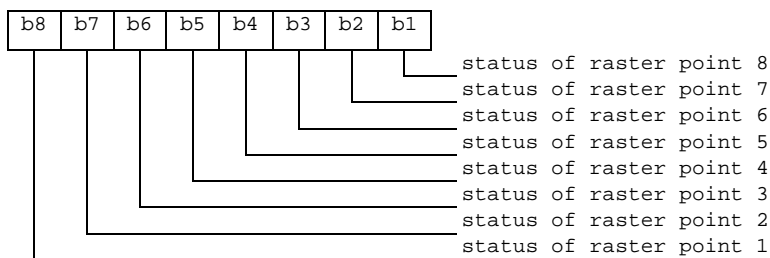 b8 b7 b6 b5 b4 b3 b2 b1
status of raster point 8
status of raster point 7
status of raster point 6
status of raster point 5
status of raster point 4
status of raster point 3
status of raster point 2
status of raster point 1